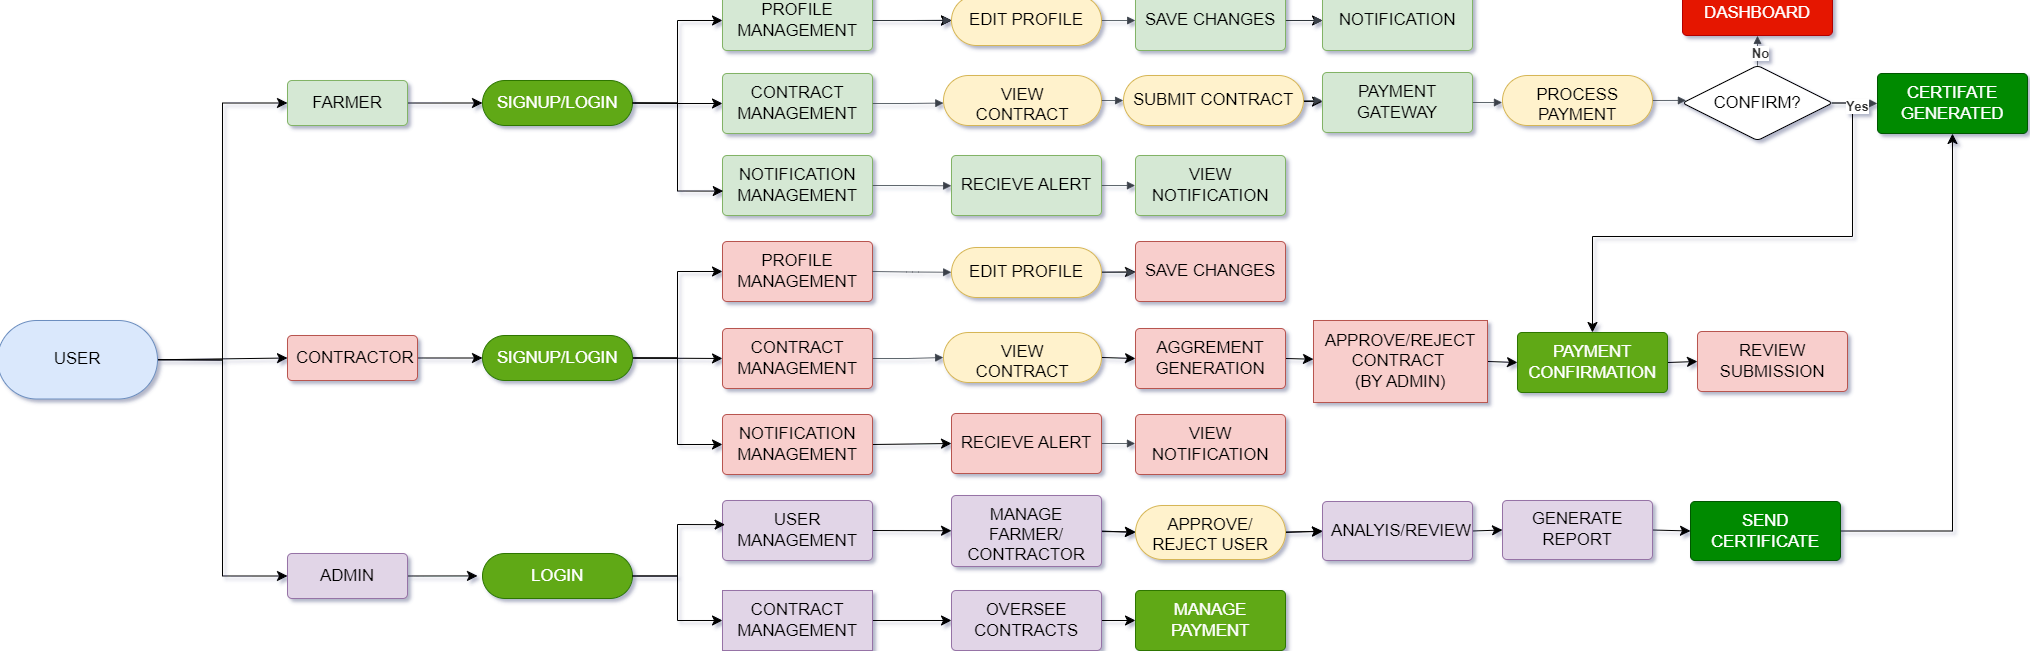 PROFILE
MANAGEMENT
EDIT PROFILE
SAVE CHANGES
NOTIFICATION
DASHBOARD
No
FARMER
SIGNUP/LOGIN
CONTRACT
MANAGEMENT
VIEW
CONTRACT
SUBMIT CONTRACT
PAYMENT
GATEWAY
PROCESS
PAYMENT
CONFIRM?
Yes
CERTIFATE
GENERATED
NOTIFICATION
MANAGEMENT
RECIEVE ALERT
VIEW
NOTIFICATION
PROFILE
MANAGEMENT
EDIT PROFILE
SAVE CHANGES
USER
CONTRACTOR
SIGNUP/LOGIN
CONTRACT
MANAGEMENT
VIEW
CONTRACT
AGGREMENT
GENERATION
APPROVE/REJECT
CONTRACT
(BY ADMIN)
PAYMENT
CONFIRMATION
REVIEW
SUBMISSION
NOTIFICATION
MANAGEMENT
RECIEVE ALERT
VIEW
NOTIFICATION
USER
MANAGEMENT
MANAGE
FARMER/
CONTRACTOR
APPROVE/
REJECT USER
ANALYIS/REVIEW
GENERATE
REPORT
SEND
CERTIFICATE
ADMIN
LOGIN
CONTRACT
MANAGEMENT
OVERSEE
CONTRACTS
MANAGE
PAYMENT